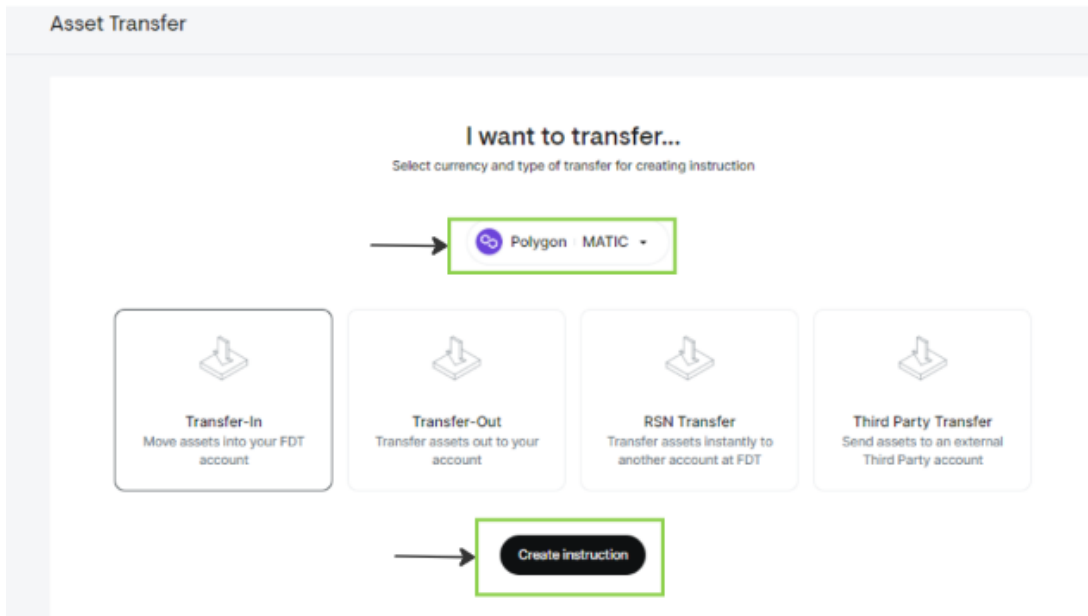 Asset Transfer
I want to transfer...
Select currency and type of transfer for creating instruction
Polygon MATIC
Transfer-In
Move assets into your FDT
account
Transfer-Out
Transfer assets out to your
account
RSN Transfer
Transfer assets instantly to
another account at FDT
Third Party Transfer
Send assets to an external
Third Party account
Create instruction